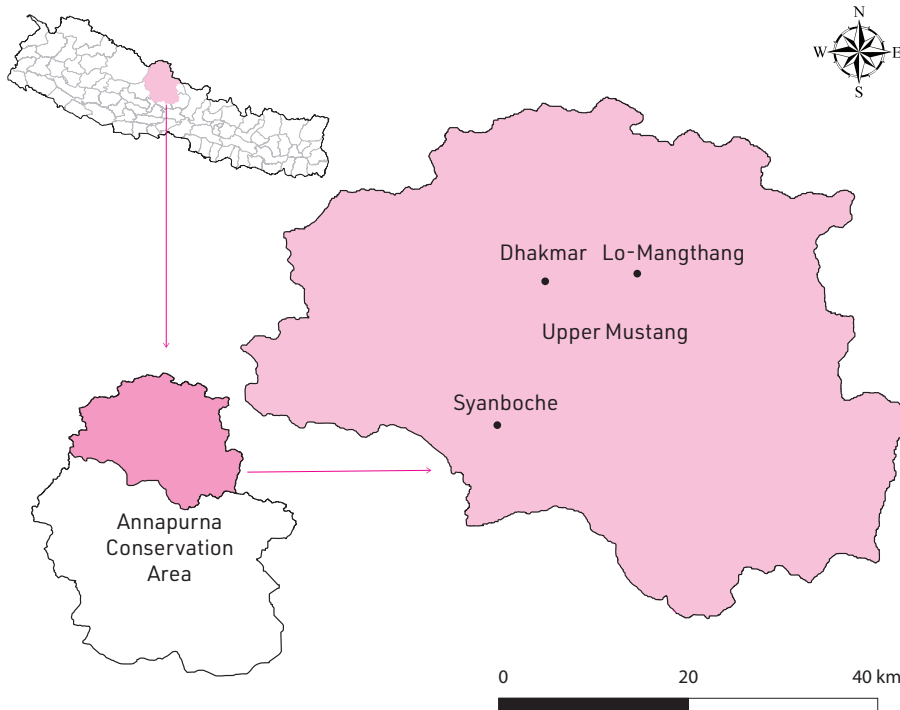 N
W E
S
Dhakmar Lo-Mangthang
Upper Mustang
Syanboche
Annapurna
Conservation
Area
0 20 40 km